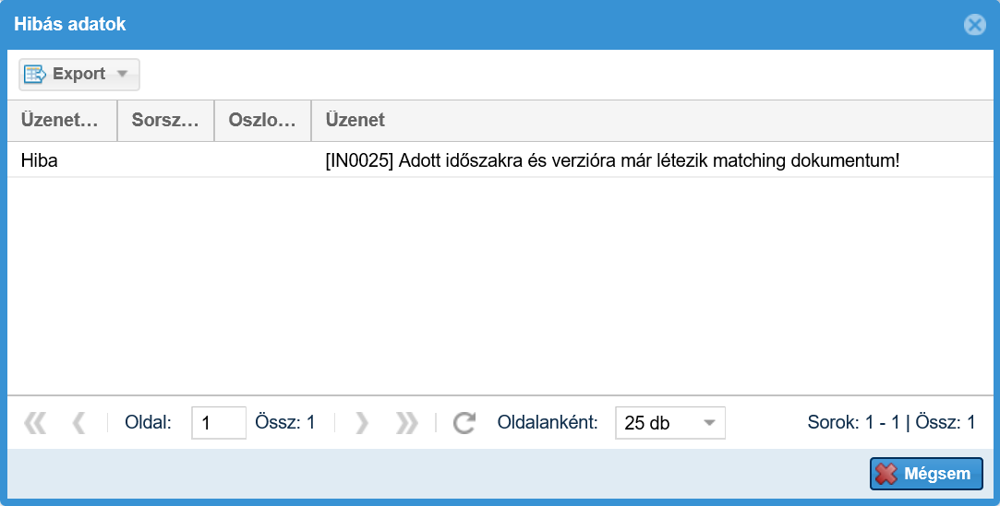 Hibás adatok
Export
Üzenet... Sorsz... Oszlo... Üzenet
Hiba [IN0025] Adott időszakra és verzióra már létezik matching dokumentum!
Oldal: 1 Össz: 1 Oldalanként: 25 db Sorok: 1 - 1 | Össz: 1
Mégsem